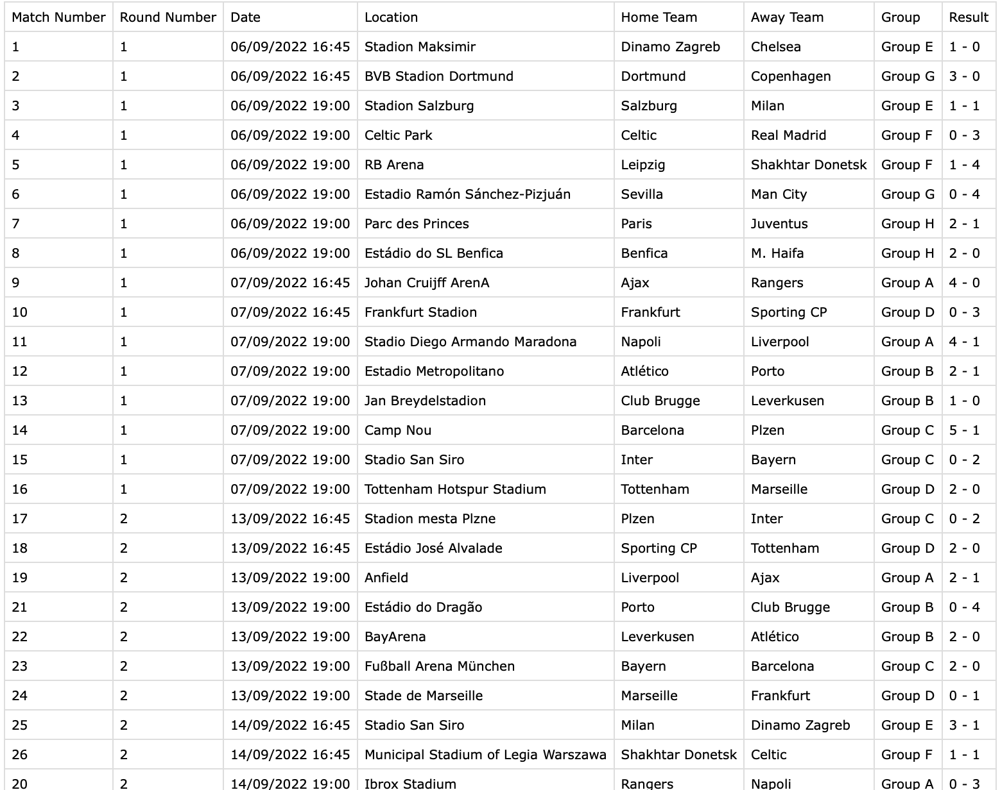 Match Number Round Number Date Location Home Team Away Team Group Result
1 1 06/09/2022 16:45 Stadion Maksimir Dinamo Zagreb Chelsea Group E 1 - 0
2 1 06/09/2022 16:45 BVB Stadion Dortmund Dortmund Copenhagen Group G 3 - 0
3 1 06/09/2022 19:00 Stadion Salzburg Salzburg Milan Group E 1 - 1
4 1 06/09/2022 19:00 Celtic Park Celtic Real Madrid Group F 0 - 3
5 1 06/09/2022 19:00 RB Arena Leipzig Shakhtar Donetsk Group F 1 - 4
6 1 06/09/2022 19:00 Estadio Ramón Sánchez-Pizjuán Sevilla Man City Group G 0 - 4
7 1 06/09/2022 19:00 Parc des Princes Paris Juventus Group H 2 - 1
8 1 06/09/2022 19:00 Estádio do SL Benfica Benfica M. Haifa Group H 2 - 0
9 1 07/09/2022 16:45 Johan Cruijff ArenA Ajax Rangers Group A 4 - 0
10 1 07/09/2022 16:45 Frankfurt Stadion Frankfurt Sporting CP Group D 0 - 3
11 1 07/09/2022 19:00 Stadio Diego Armando Maradona Napoli Liverpool Group A 4 - 1
12 1 07/09/2022 19:00 Estadio Metropolitano Atlético Porto Group B 2 - 1
13 1 07/09/2022 19:00 Jan Breydelstadion Club Brugge Leverkusen Group B 1 - 0
14 1 07/09/2022 19:00 Camp Nou Barcelona Plzen Group C 5 - 1
15 1 07/09/2022 19:00 Stadio San Siro Inter Bayern Group C 0 - 2
16 1 07/09/2022 19:00 Tottenham Hotspur Stadium Tottenham Marseille Group D 2 - 0
17 2 13/09/2022 16:45 Stadion mesta Plzne Plzen Inter Group C 0 - 2
18 2 13/09/2022 16:45 Estádio José Alvalade Sporting CP Tottenham Group D 2 - 0
19 2 13/09/2022 19:00 Anfield Liverpool Ajax Group A 2 - 1
21 2 13/09/2022 19:00 Estádio do Dragão Porto Club Brugge Group B 0 - 4
22 2 13/09/2022 19:00 BayArena Leverkusen Atlético Group B 2 - 0
23 2 13/09/2022 19:00 Fußball Arena München Bayern Barcelona Group C 2 - 0
24 2 13/09/2022 19:00 Stade de Marseille Marseille Frankfurt Group D 0 - 1
25 2 14/09/2022 16:45 Stadio San Siro Milan Dinamo Zagreb Group E 3 - 1
26 2 14/09/2022 16:45 Municipal Stadium of Legia Warszawa Shakhtar Donetsk Celtic Group F 1 - 1
20 2 14/09/2022 19:00 Ibrox Stadium Rangers Napoli Group A 0 - 3